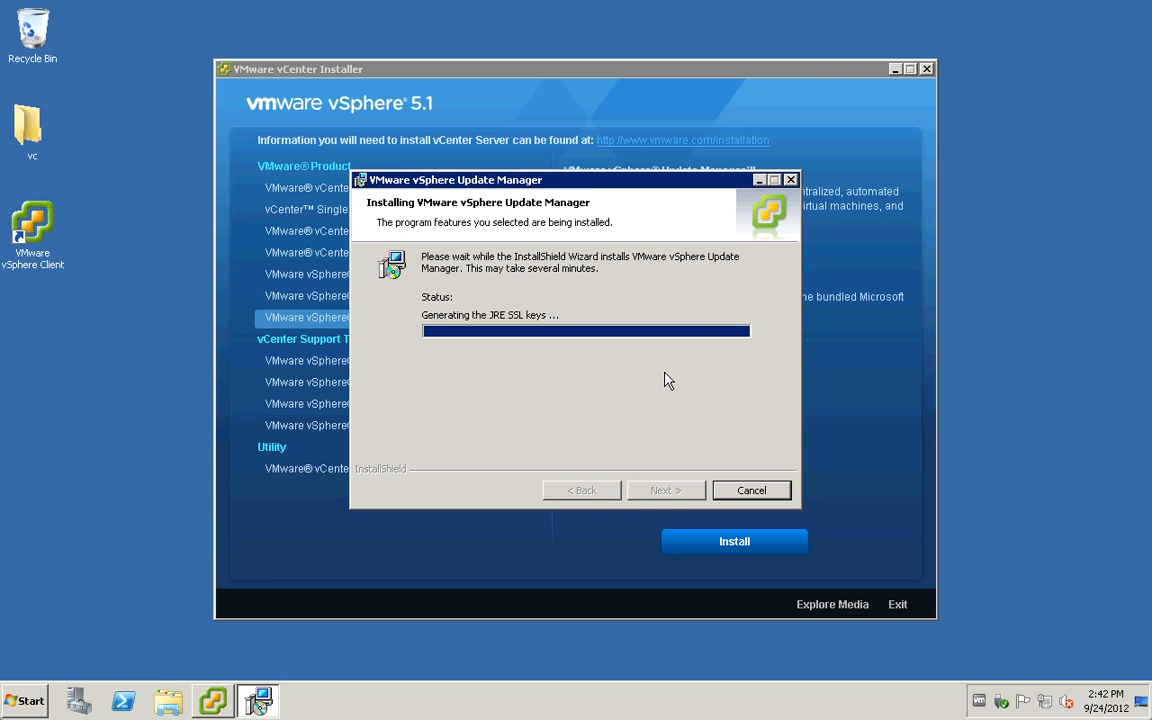 Recycle Bin
vc
VMware
vSphere Client
VMware vCenter Installer
vmware vSphere® 5.1
Information you will need to install vCenter Server can be found at: http://www.vmware.com/installation
VMware® Product
VMware® vCente
vCenter™ Single
VMware® vCente
VMware® vCente
VMware vSphere®
VMware vSphere®
VMware vSphere®
vCenter Support T
VMware vSphere®
VMware vSphere®
VMware vSphere®
VMware vSphere®
Utility
VMware® vCente
VMware vSphere® Update Manager™
ntralized, automated
irtual machines, and
he bundled Microsoft
VMware vSphere Update Manager
Installing VMware vSphere Update Manager
The program features you selected are being installed.
Please wait while the InstallShield Wizard installs VMware vSphere Update
Manager. This may take several minutes.
Status:
Generating the JRE SSL keys ...
InstallShield
< Back
Next >
Cancel
Install
Explore Media
Exit
Start
2:42 PM
9/24/2012